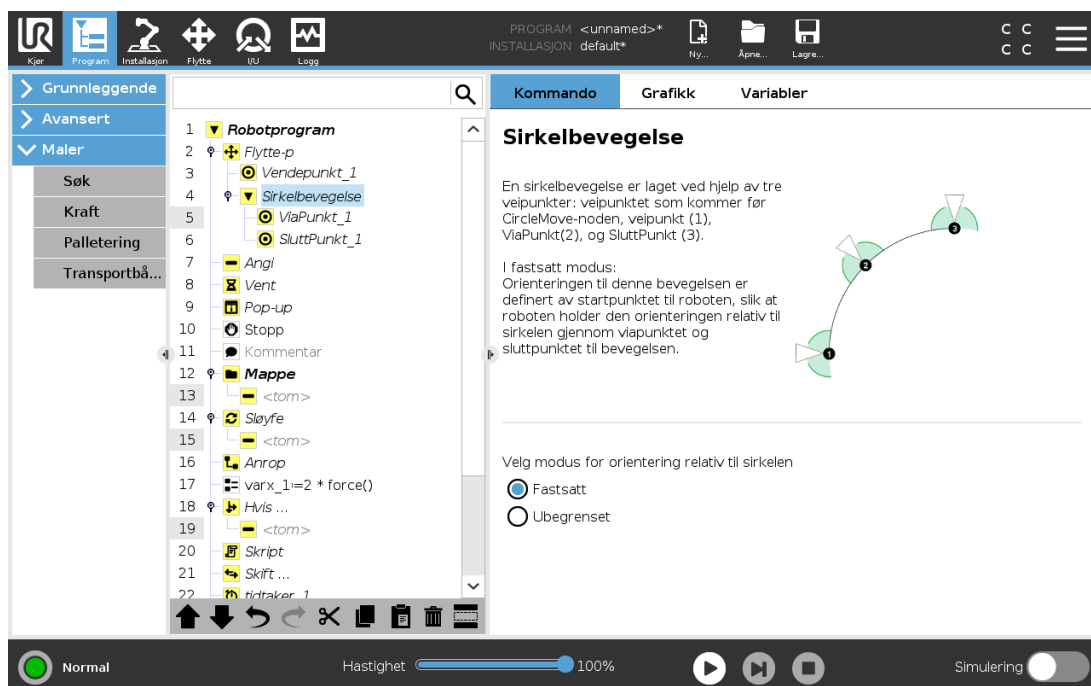 PROGRAM <unnamed>*
INSTALLASJON default*
Kjør
Program
Installasjon
Flytte
I/U
Logg
Ny...
Åpne...
Lagre...
C C
C C
Grunnleggende
Avansert
Maler
Søk
Kraft
Palletering
Transportbå...
1 Robotprogram
2 Flytte-p
3 Vendepunkt_1
4 Sirkelbevegelse
5 ViaPunkt_1
6 SluttPunkt_1
7 Angi
8 Vent
9 Pop-up
10 Stopp
11 Kommentar
12 Mappe
13 <tom>
14 Sløyfe
15 <tom>
16 Anrop
17 varx_1:=2 * force()
18 Hvis ...
19 <tom>
20 Skript
21 Skift ...
22 tidtaker_1
Kommando
Grafikk
Variabler
Sirkelbevegelse
En sirkelbevegelse er laget ved hjelp av tre
veipunkter: veipunktet som kommer før
CircleMove-noden, veipunkt (1),
ViaPunkt(2), og SluttPunkt (3).
I fastsatt modus:
Orienteringen til denne bevegelsen er
definert av startpunktet til roboten, slik at
roboten holder den orienteringen relativ til
sirkelen gjennom viapunktet og
sluttpunktet til bevegelsen.
3
2
1
Velg modus for orientering relativ til sirkelen
Fastsatt
Ubegrenset
Normal
Hastighet
100%
Simulering